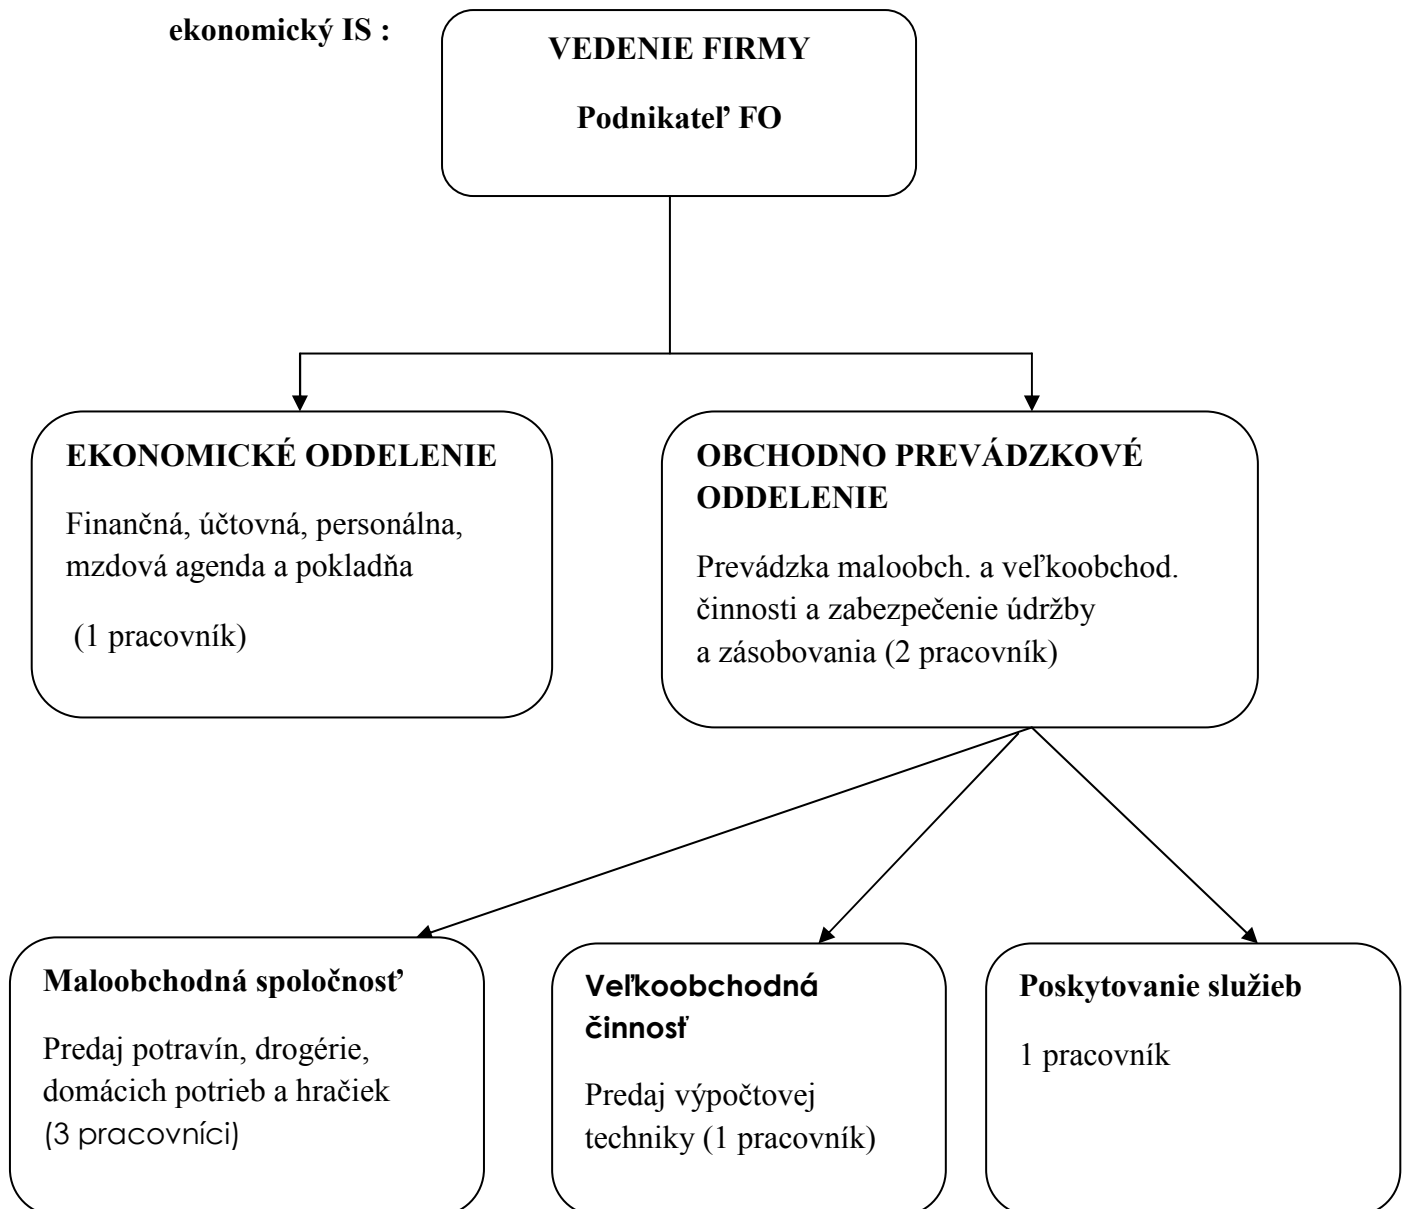 ekonomický IS :
VEDENIE FIRMY
Podnikateľ FO
EKONOMICKÉ ODDELENIE
Finančná, účtovná, personálna,
mzdová agenda a pokladňa
(1 pracovník)
OBCHODNO PREVÁDZKOVÉ
ODDELENIE
Prevádzka maloobch. a veľkoobchod.
činnosti a zabezpečenie údržby
a zásobovania (2 pracovník)
Maloobchodná spoločnosť
Predaj potravín, drogérie,
domácich potrieb a hračiek
(3 pracovníci)
Veľkoobchodná
činnosť
Predaj výpočtovej
techniky (1 pracovník)
Poskytovanie služieb
1 pracovník